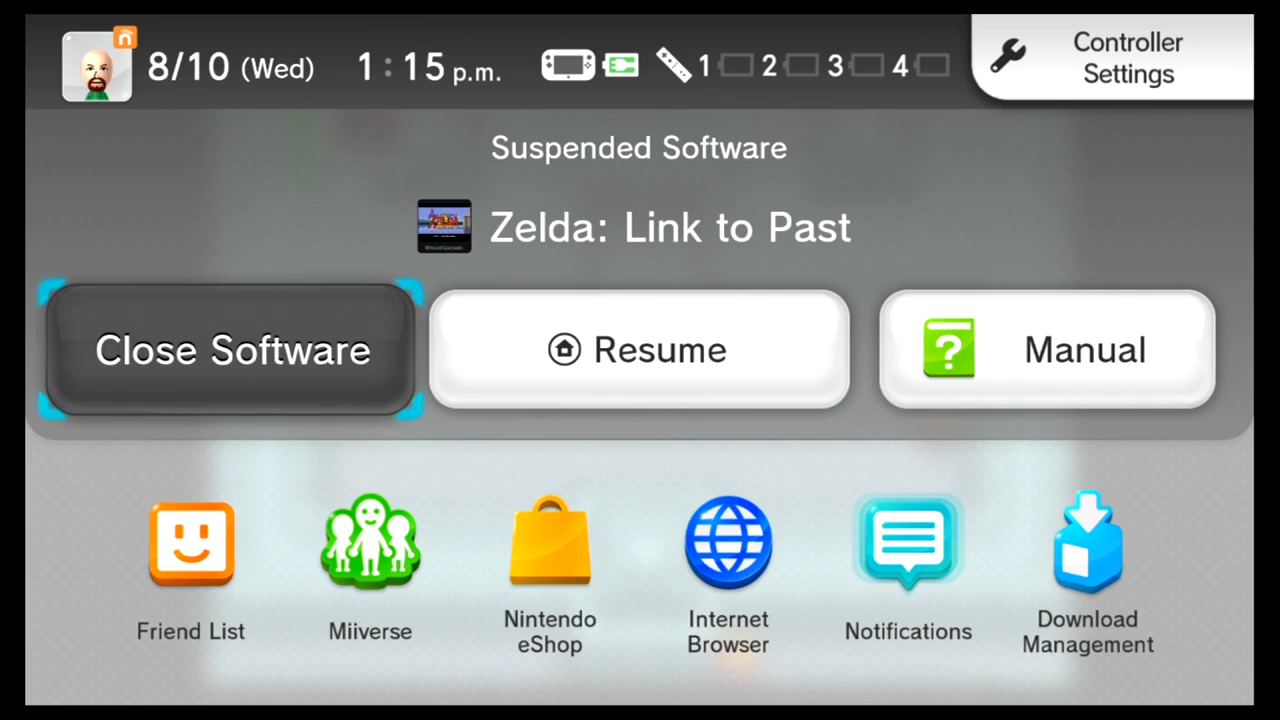 8/10 (Wed) 1:15 p.m. 1 2 3 4
Controller
Settings
Suspended Software
Zelda: Link to Past
Close Software
Resume
Manual
Friend List
Miiverse
Nintendo
eShop
Internet
Browser
Notifications
Download
Management